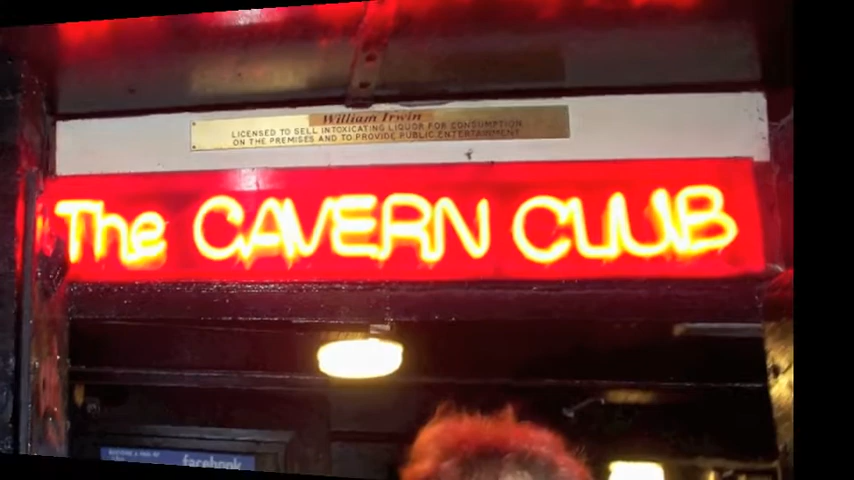 William Irwin
LICENSED TO SELL INTOXICATING LIQUOR FOR CONSUMPTION
ON THE PREMISES AND TO PROVIDE PUBLIC ENTERTAINMENT
The CAVERN CLUB
facebook